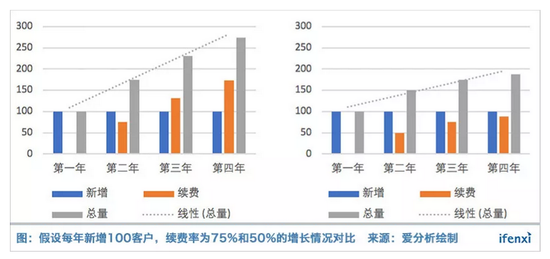 300
250
200
150
100
50
0
第一年 第二年 第三年 第四年
新增 续费
总量 线性 (总量)
300
250
200
150
100
50
0
第一年 第二年 第三年 第四年
新增 续费
总量 线性 (总量)
图：假设每年新增100客户，续费率为75%和50%的增长情况对比 来源：爱分析绘制
ifenxi